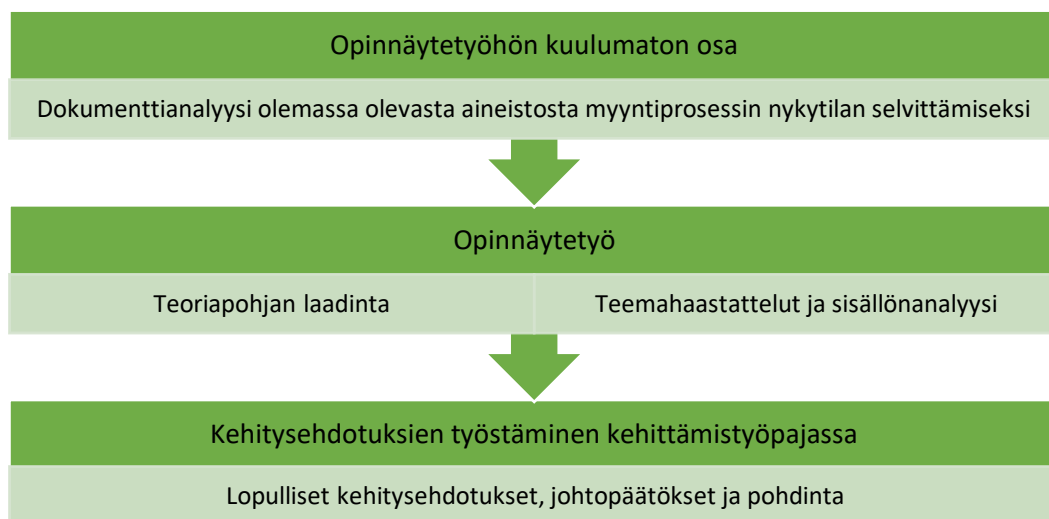 Opinnäytetyöhön kuulumaton osa
Dokumenttianalyysi olemassa olevasta aineistosta myyntiprosessin nykytilan selvittämiseksi
Opinnäytetyö
Teoriapohjan laadinta
Teemahaastattelut ja sisällönanalyysi
Kehitysehdotuksien työstäminen kehittämistyöpajassa
Lopulliset kehitysehdotukset, johtopäätökset ja pohdinta